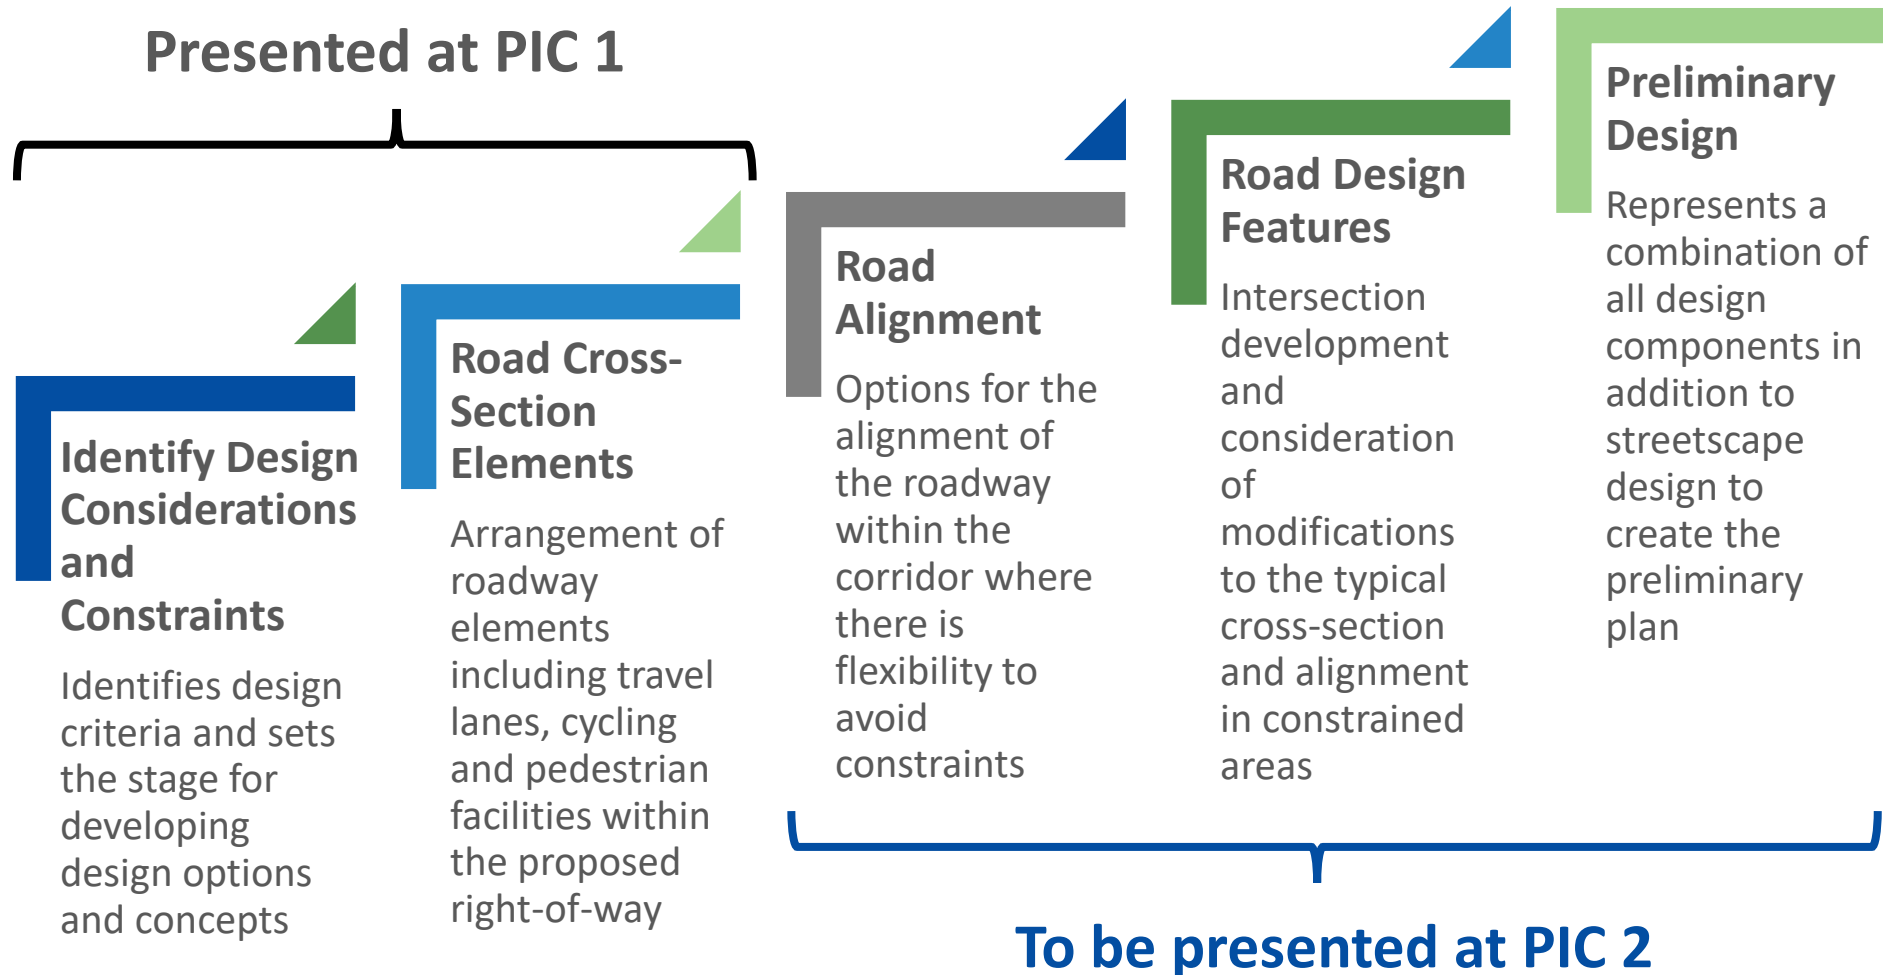 Presented at PIC 1
Identify Design
Considerations
and
Constraints
Identifies design
criteria and sets
the stage for
developing
design options
and concepts
Road Cross-
Section
Elements
Arrangement of
roadway
elements
including travel
lanes, cycling
and pedestrian
facilities within
the proposed
right-of-way
Road
Alignment
Options for the
alignment of
the roadway
within the
corridor where
there is
flexibility to
avoid
constraints
Road Design
Features
Intersection
development
and
consideration
of
modifications
to the typical
cross-section
and alignment
in constrained
areas
Preliminary
Design
Represents a
combination of
all design
components in
addition to
streetscape
design to
create the
preliminary
plan
To be presented at PIC 2